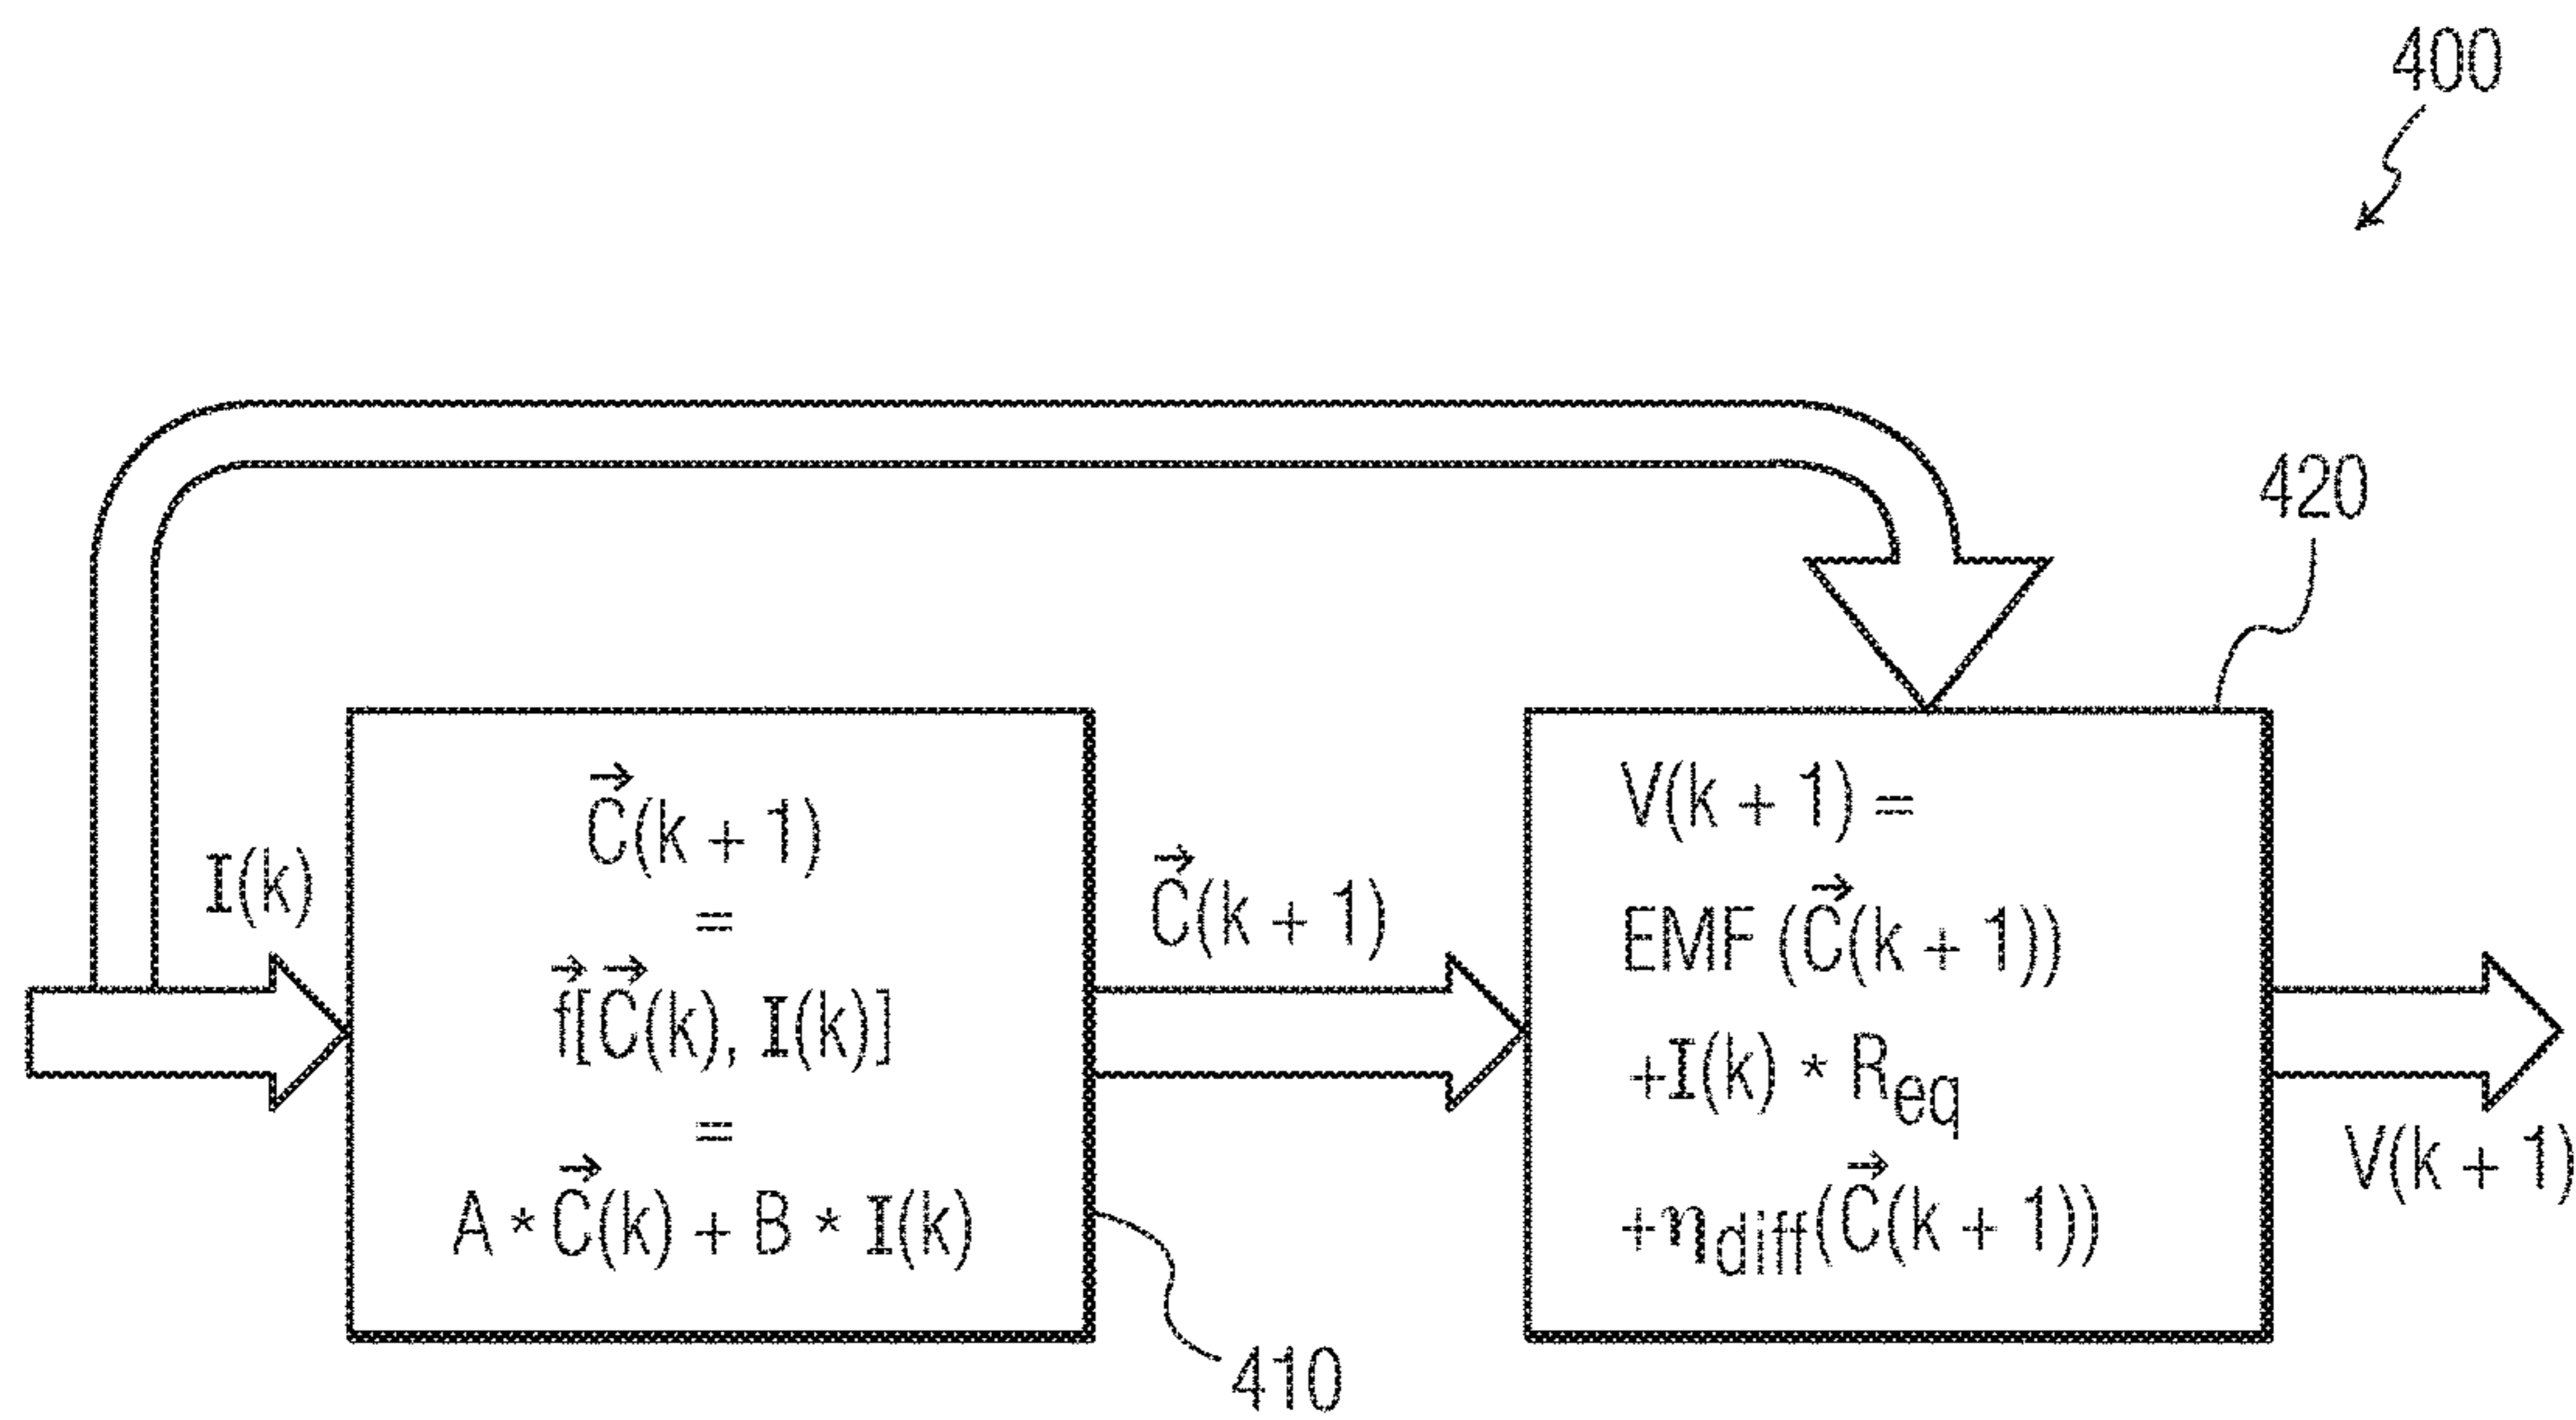 400
420
I(k)
C⃗(k + 1)
=
f⃗[C⃗(k), I(k)]
=
A * C⃗(k) + B * I(k)
C⃗(k + 1)
V(k + 1) =
EMF (C⃗(k + 1))
+I(k) * Req
+ηdiff(C⃗(k + 1))
V(k + 1)
410